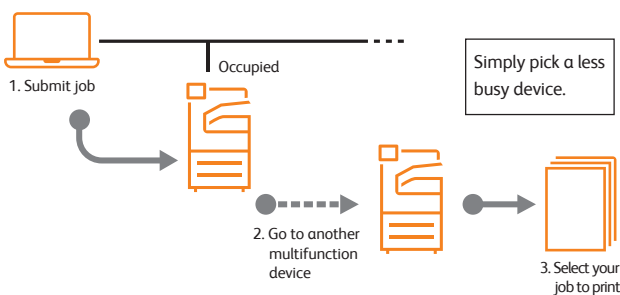 1. Submit job
Occupied
Simply pick a less
busy device.
2. Go to another
multifunction
device
3. Select your
job to print